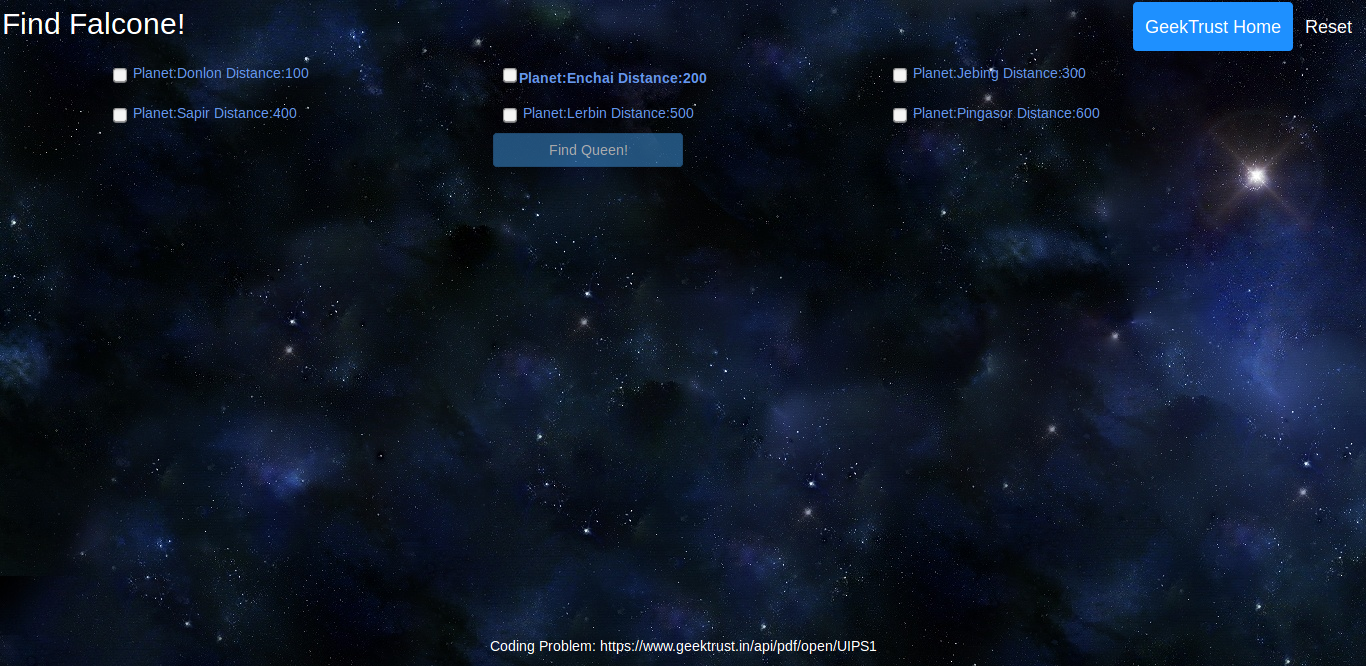 Find Falcone!
GeekTrust Home
Reset
Planet:Donlon Distance:100
Planet:Enchai Distance:200
Planet:Jebing Distance:300
Planet:Sapir Distance:400
Planet:Lerbin Distance:500
Planet:Pingasor Distance:600
Find Queen!
Coding Problem: https://www.geektrust.in/api/pdf/open/UIPS1